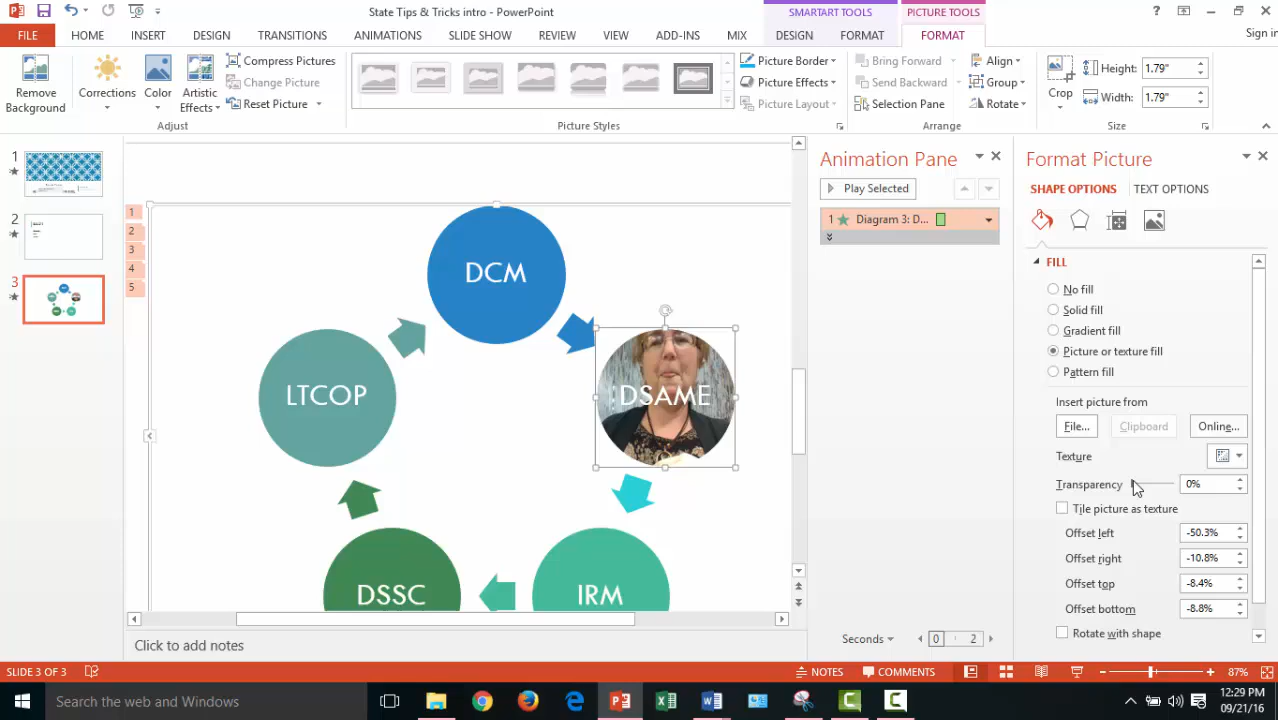 State Tips & Tricks intro - PowerPoint
SMARTART TOOLS
PICTURE TOOLS
FILE
HOME
INSERT
DESIGN
TRANSITIONS
ANIMATIONS
SLIDE SHOW
REVIEW
VIEW
ADD-INS
MIX
DESIGN
FORMAT
FORMAT
Sign in
Remove Background
Corrections
Color
Artistic Effects
Compress Pictures
Change Picture
Reset Picture
Adjust
Picture Styles
Picture Border
Picture Effects
Picture Layout
Bring Forward
Send Backward
Selection Pane
Align
Group
Rotate
Arrange
Crop
Height: 1.79"
Width: 1.79"
Size
1
2
3
1
2
3
4
5
DCM
DSAME
LTCOP
DSSC
IRM
Animation Pane
Play Selected
1 Diagram 3: D...
Seconds
0
2
Format Picture
SHAPE OPTIONS
TEXT OPTIONS
FILL
No fill
Solid fill
Gradient fill
Picture or texture fill
Pattern fill
Insert picture from
File...
Clipboard
Online...
Texture
Transparency 0%
Tile picture as texture
Offset left -50.3%
Offset right -10.8%
Offset top -8.4%
Offset bottom -8.8%
Rotate with shape
Click to add notes
SLIDE 3 OF 3
NOTES
COMMENTS
87%
Search the web and Windows
12:29 PM
09/21/16